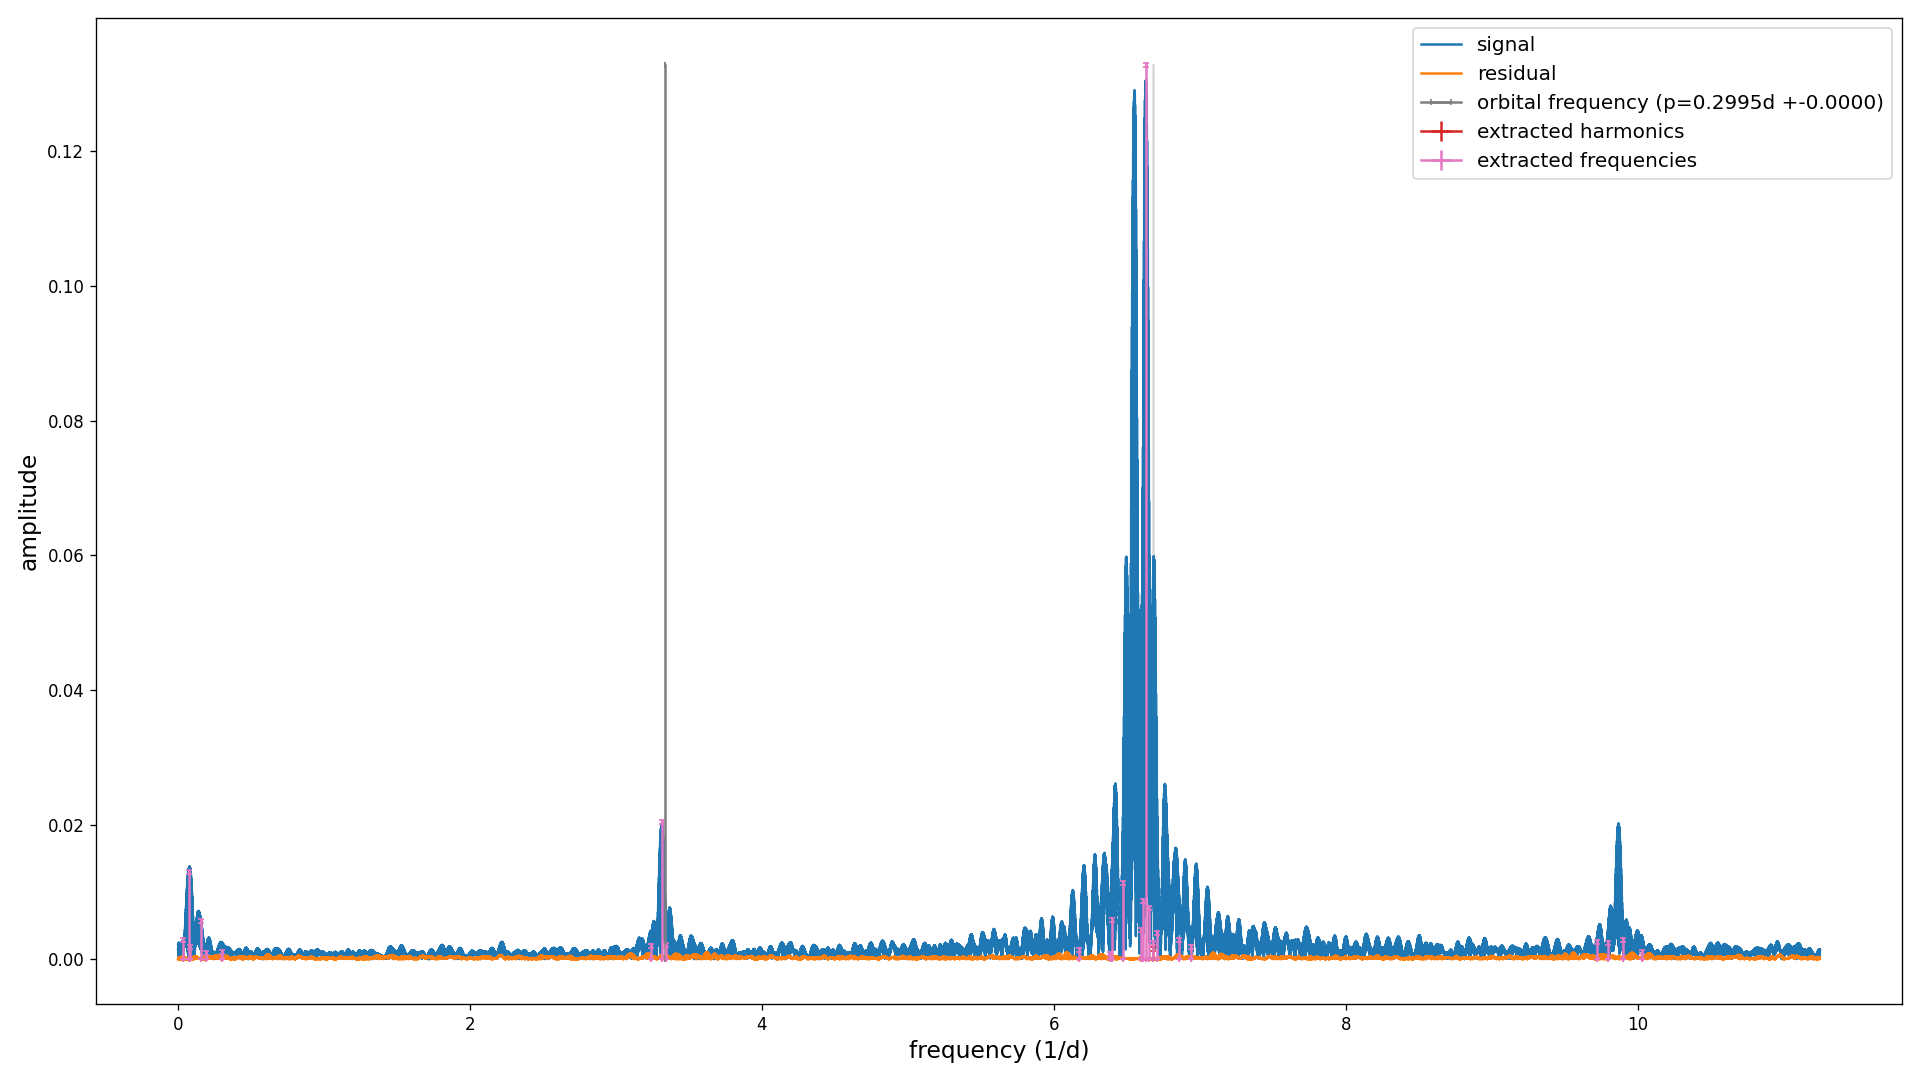 signal
residual
orbital frequency (p=0.2995d +-0.0000)
extracted harmonics
extracted frequencies
0.12
0.10
0.08
0.06
0.04
0.02
0.00
amplitude
0 2 4 6 8 10
frequency (1/d)